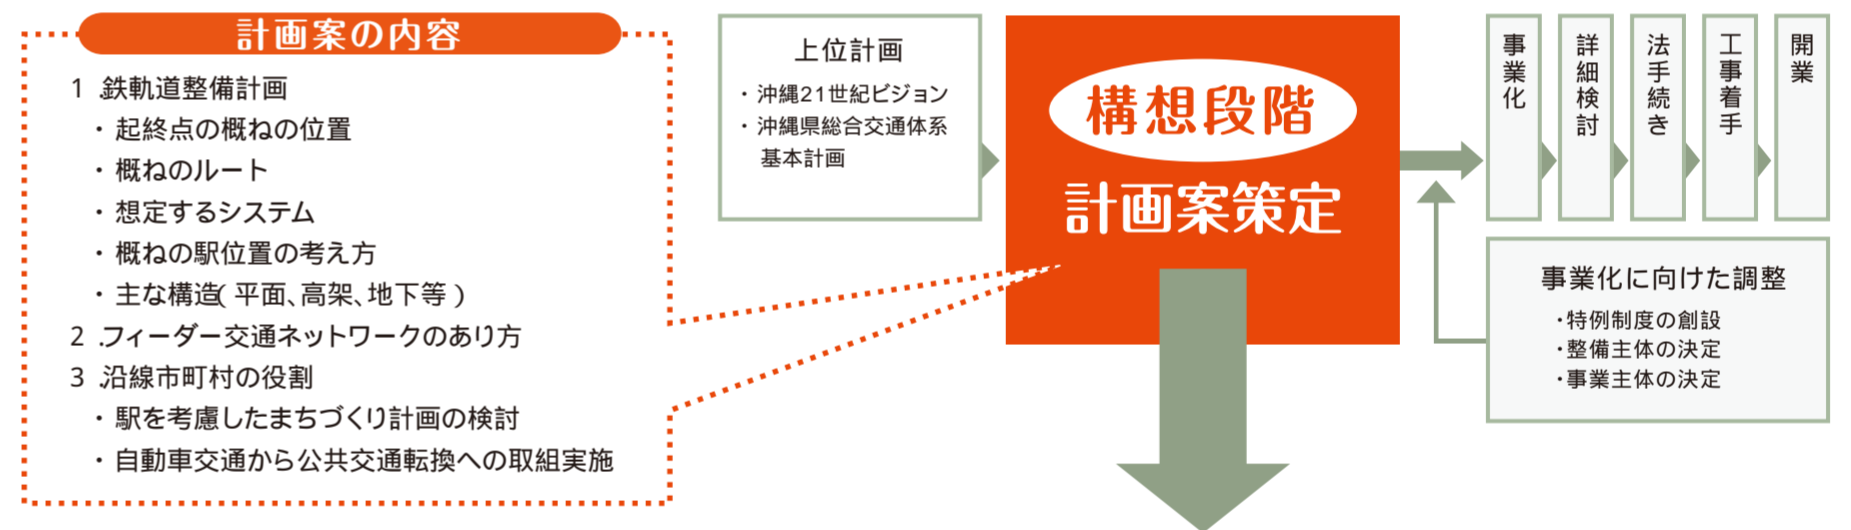 計画案の内容
1.鉄軌道整備計画
・起終点の概ねの位置
・概ねのルート
・想定するシステム
・概ねの駅位置の考え方
・主な構造(平面、高架、地下等)
2.フィーダー交通ネットワークのあり方
3.沿線市町村の役割
・駅を考慮したまちづくり計画の検討
・自動車交通から公共交通転換への取組実施
上位計画
・沖縄21世紀ビジョン
・沖縄県総合交通体系
基本計画
構想段階
計画案策定
事業化
詳細検討
法手続き
工事着手
開業
事業化に向けた調整
・特例制度の創設
・整備主体の決定
・事業主体の決定